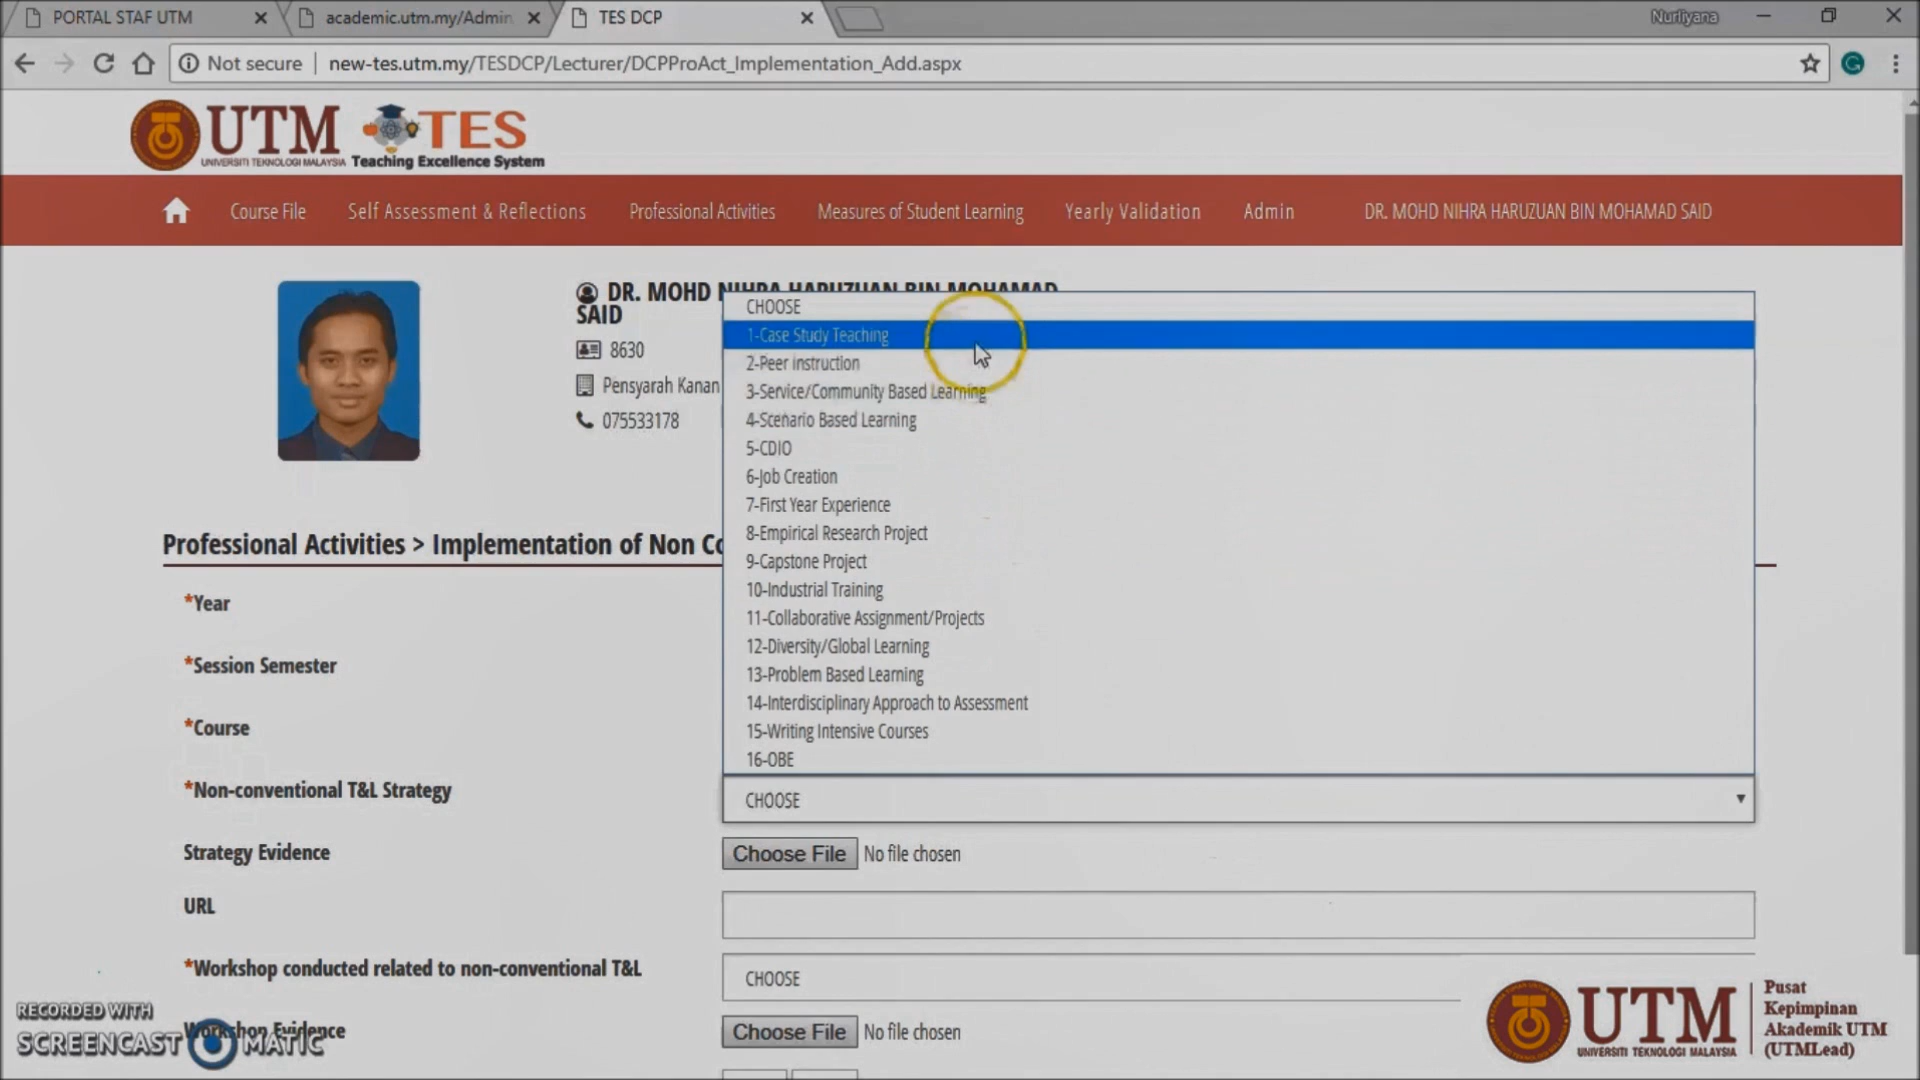 PORTAL STAF UTM
academic.utm.my/Admin
TES DCP
Nurliyana
Not secure
new-tes.utm.my/TESDCP/Lecturer/DCPProAct_Implementation_Add.aspx
UTM
UNIVERSITI TEKNOLOGI MALAYSIA
TES
Teaching Excellence System
Course File
Self Assessment & Reflections
Professional Activities
Measures of Student Learning
Yearly Validation
Admin
DR. MOHD NIHRA HARUZUAN BIN MOHAMAD SAID
DR. MOHD NIHRA HARUZUAN BIN MOHAMAD
SAID
8630
Pensyarah Kanan
075533178
CHOOSE
1-Case Study Teaching
2-Peer instruction
3-Service/Community Based Learning
4-Scenario Based Learning
5-CDIO
6-Job Creation
7-First Year Experience
8-Empirical Research Project
9-Capstone Project
10-Industrial Training
11-Collaborative Assignment/Projects
12-Diversity/Global Learning
13-Problem Based Learning
14-Interdisciplinary Approach to Assessment
15-Writing Intensive Courses
16-OBE
Professional Activities > Implementation of Non Co
*Year
*Session Semester
*Course
*Non-conventional T&L Strategy
CHOOSE
Strategy Evidence
Choose File No file chosen
URL
*Workshop conducted related to non-conventional T&L
CHOOSE
Workshop Evidence
Choose File No file chosen
RECORDED WITH
SCREENCAST MATIC
UTM
UNIVERSITI TEKNOLOGI MALAYSIA
Pusat
Kepimpinan
Akademik UTM
(UTMLead)